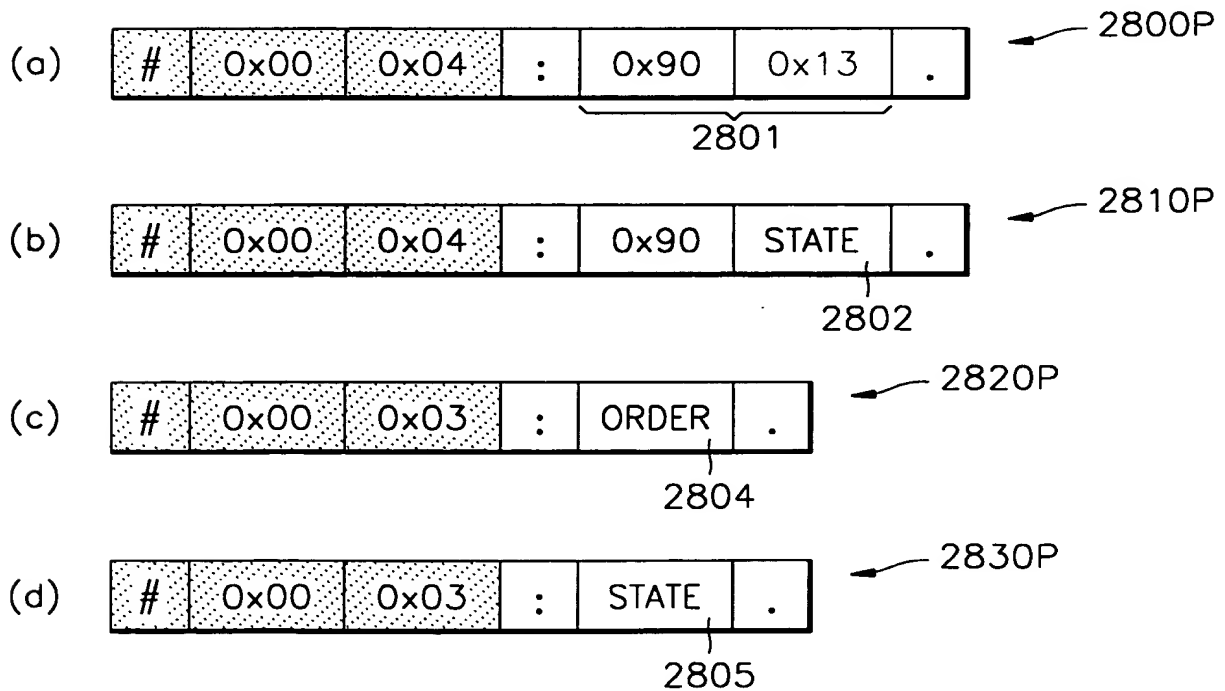 (a) # 0x00 0x04 : 0x90 0x13 . 2800P
2801
(b) # 0x00 0x04 : 0x90 STATE . 2810P
2802
(c) # 0x00 0x03 : ORDER . 2820P
2804
(d) # 0x00 0x03 : STATE . 2830P
2805